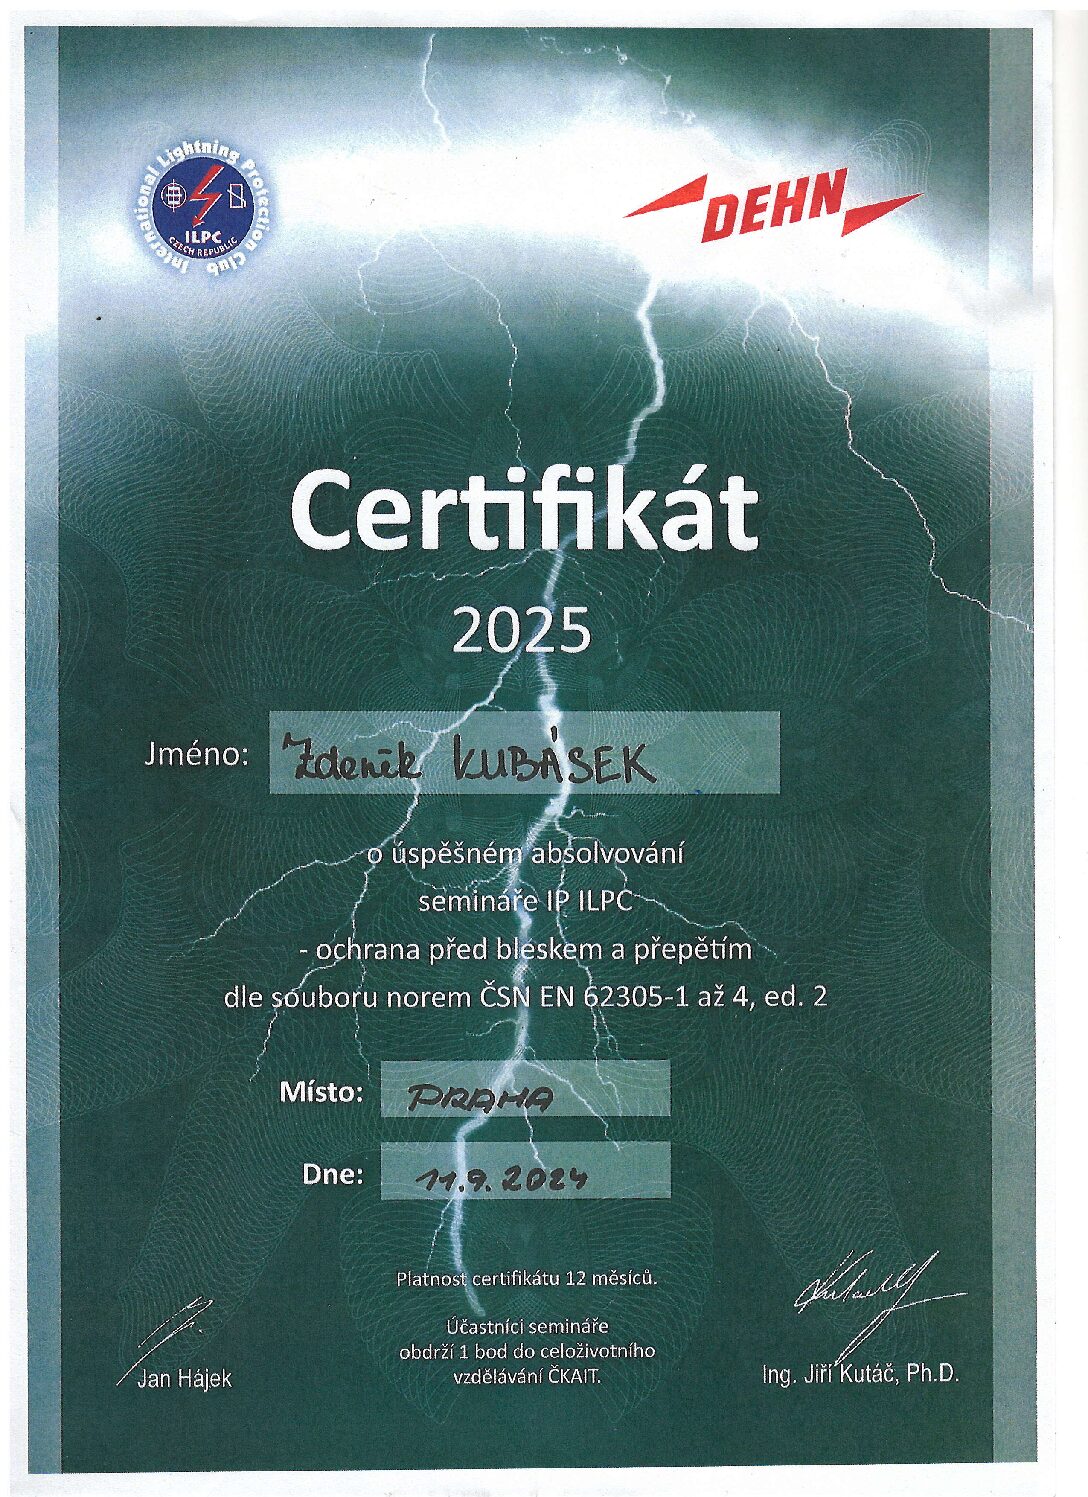 International Lightning Protection Club
ILPC
CZECH REPUBLIC
DEHN
Certifikát
2025
Jméno: Zdeněk KUBÁSEK
o úspěšném absolvování
semináře IP ILPC
- ochrana před bleskem a přepětím
dle souboru norem ČSN EN 62305-1 až 4, ed. 2
Místo: PRAHA
Dne: 11.9.2024
Platnost certifikátu 12 měsíců.
Účastníci semináře
obdrží 1 bod do celoživotního
vzdělávání ČKAIT.
Jan Hájek
Ing. Jiří Kutáč, Ph.D.